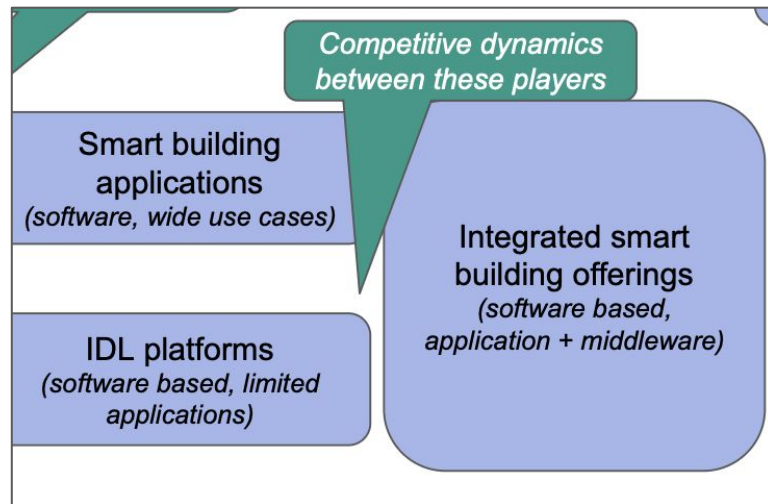 Competitive dynamics
between these players
Smart building
applications
(software, wide use cases)
Integrated smart
building offerings
(software based,
application + middleware)
IDL platforms
(software based, limited
applications)